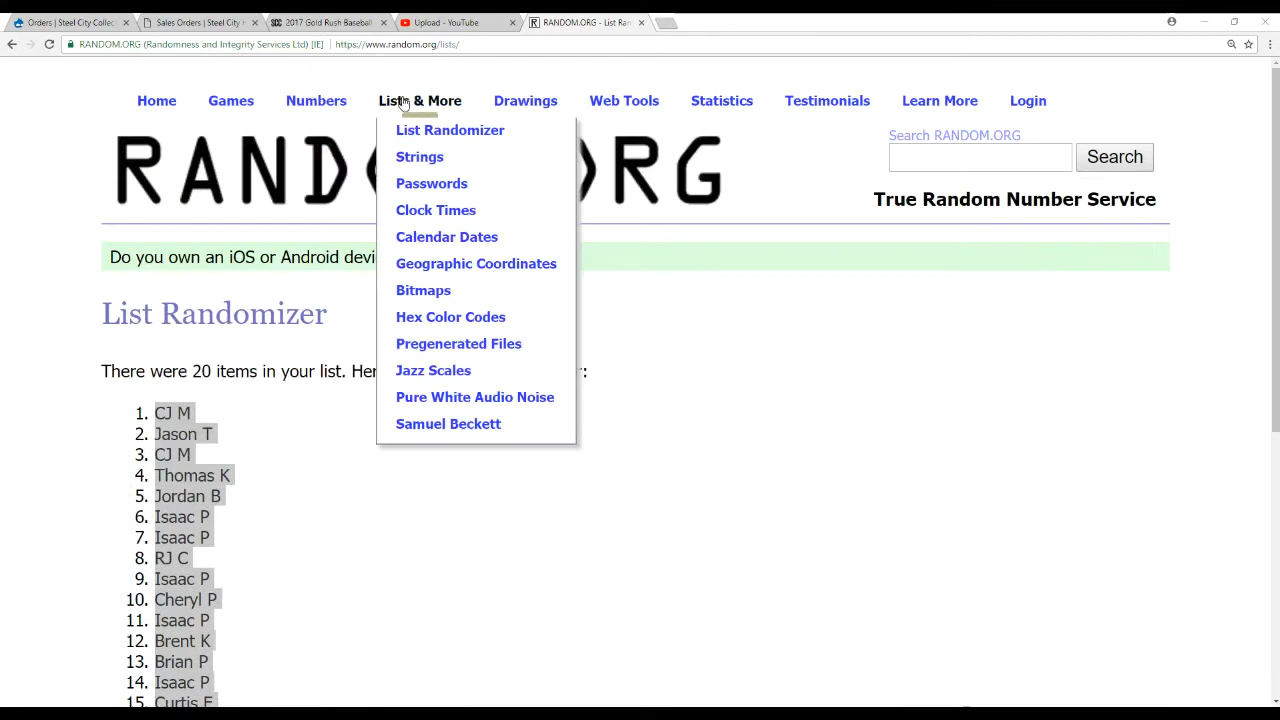 Orders | Steel City Collec
Sales Orders | Steel City H
2017 Gold Rush Baseball
Upload - YouTube
RANDOM.ORG - List Ran
RANDOM.ORG (Randomness and Integrity Services Ltd) [IE] https://www.random.org/lists/
Home Games Numbers Lists & More Drawings Web Tools Statistics Testimonials Learn More Login
List Randomizer
Strings
Passwords
Clock Times
Calendar Dates
Geographic Coordinates
Bitmaps
Hex Color Codes
Pregenerated Files
Jazz Scales
Pure White Audio Noise
Samuel Beckett
Search RANDOM.ORG
Search
True Random Number Service
Do you own an iOS or Android devi
List Randomizer
There were 20 items in your list. Her
1. CJ M
2. Jason T
3. CJ M
4. Thomas K
5. Jordan B
6. Isaac P
7. Isaac P
8. RJ C
9. Isaac P
10. Cheryl P
11. Isaac P
12. Brent K
13. Brian P
14. Isaac P
15. Curtis F